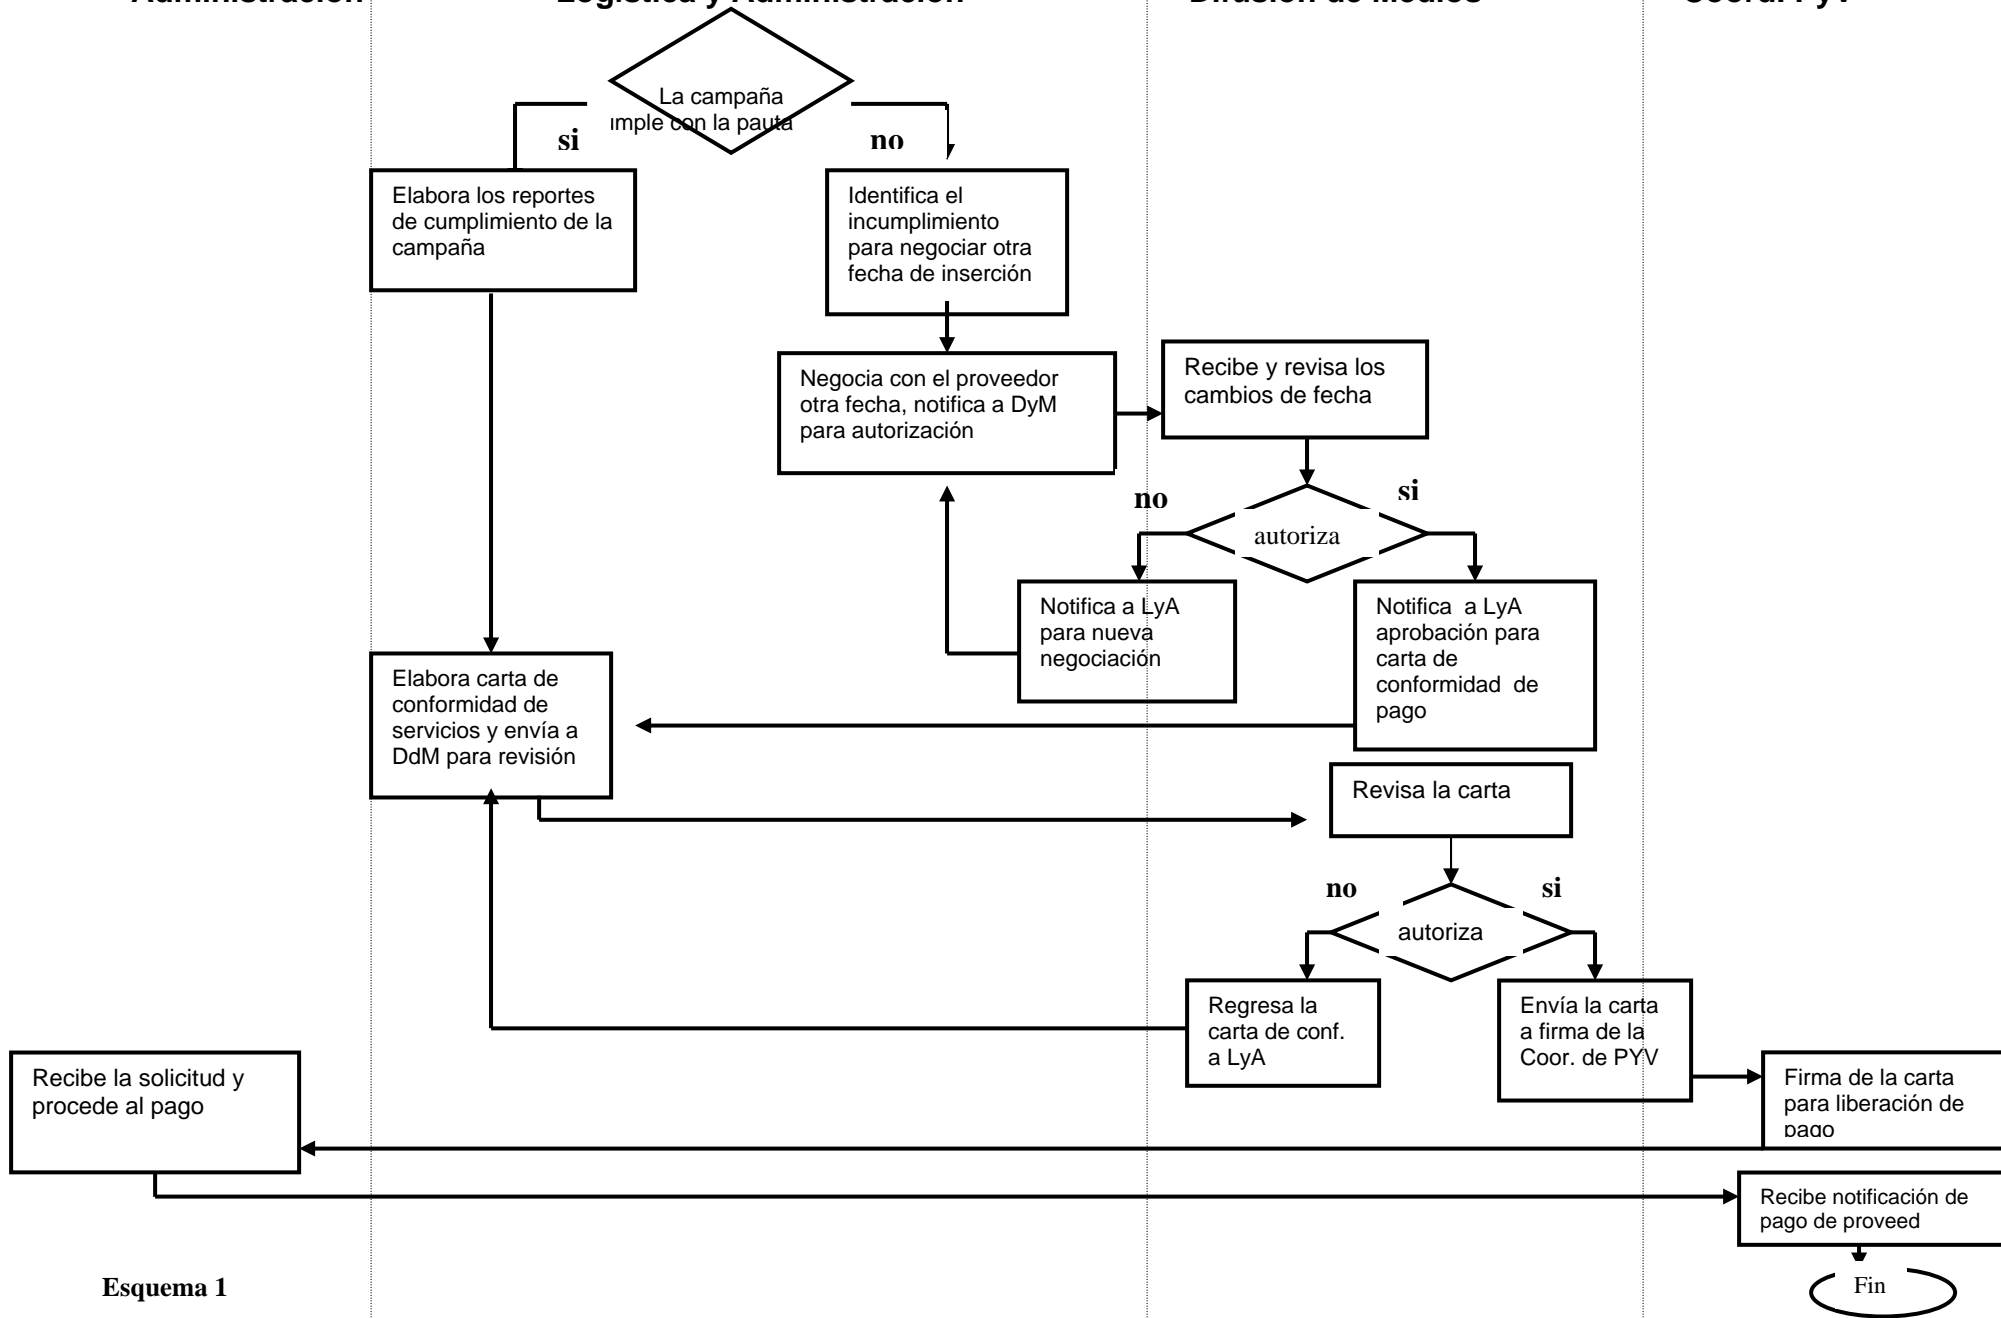 Administración
Logística y Administración
Difusión de Medios
Coord. PyV
La campaña
mple con la pauta
si
no
Elabora los reportes
de cumplimiento de la
campaña
Identifica el
incumplimiento
para negociar otra
fecha de inserción
Negocia con el proveedor
otra fecha, notifica a DyM
para autorización
Recibe y revisa los
cambios de fecha
no
si
autoriza
Notifica a LyA
para nueva
negociación
Notifica a LyA
aprobación para
carta de
conformidad de
pago
Elabora carta de
conformidad de
servicios y envía a
DdM para revisión
Revisa la carta
no
si
autoriza
Regresa la
carta de conf.
a LyA
Envía la carta
a firma de la
Coor. de PYV
Recibe la solicitud y
procede al pago
Firma de la carta
para liberación de
pago
Recibe notificación de
pago de proveed
Esquema 1
Fin